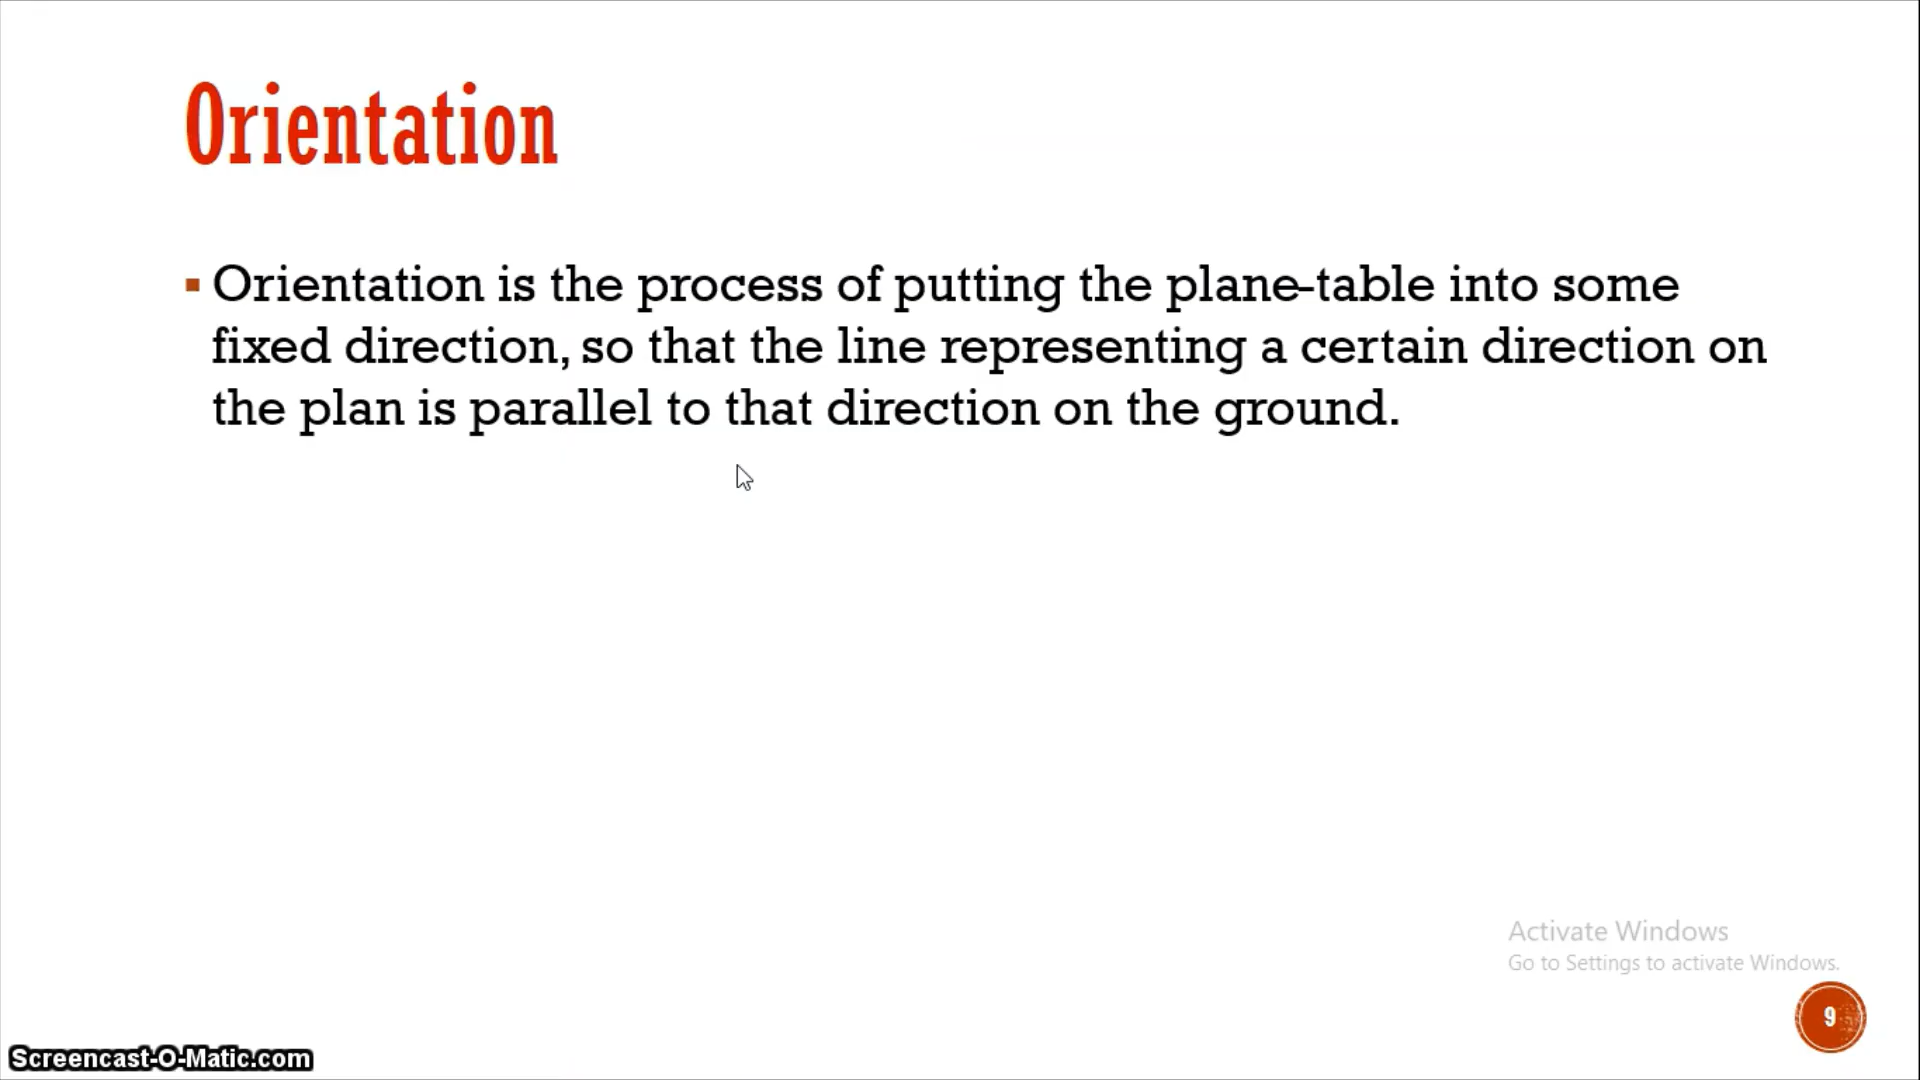 Orientation
▪ Orientation is the process of putting the plane-table into some
fixed direction, so that the line representing a certain direction on
the plan is parallel to that direction on the ground.
Activate Windows
Go to Settings to activate Windows.
9
Screencast-O-Matic.com